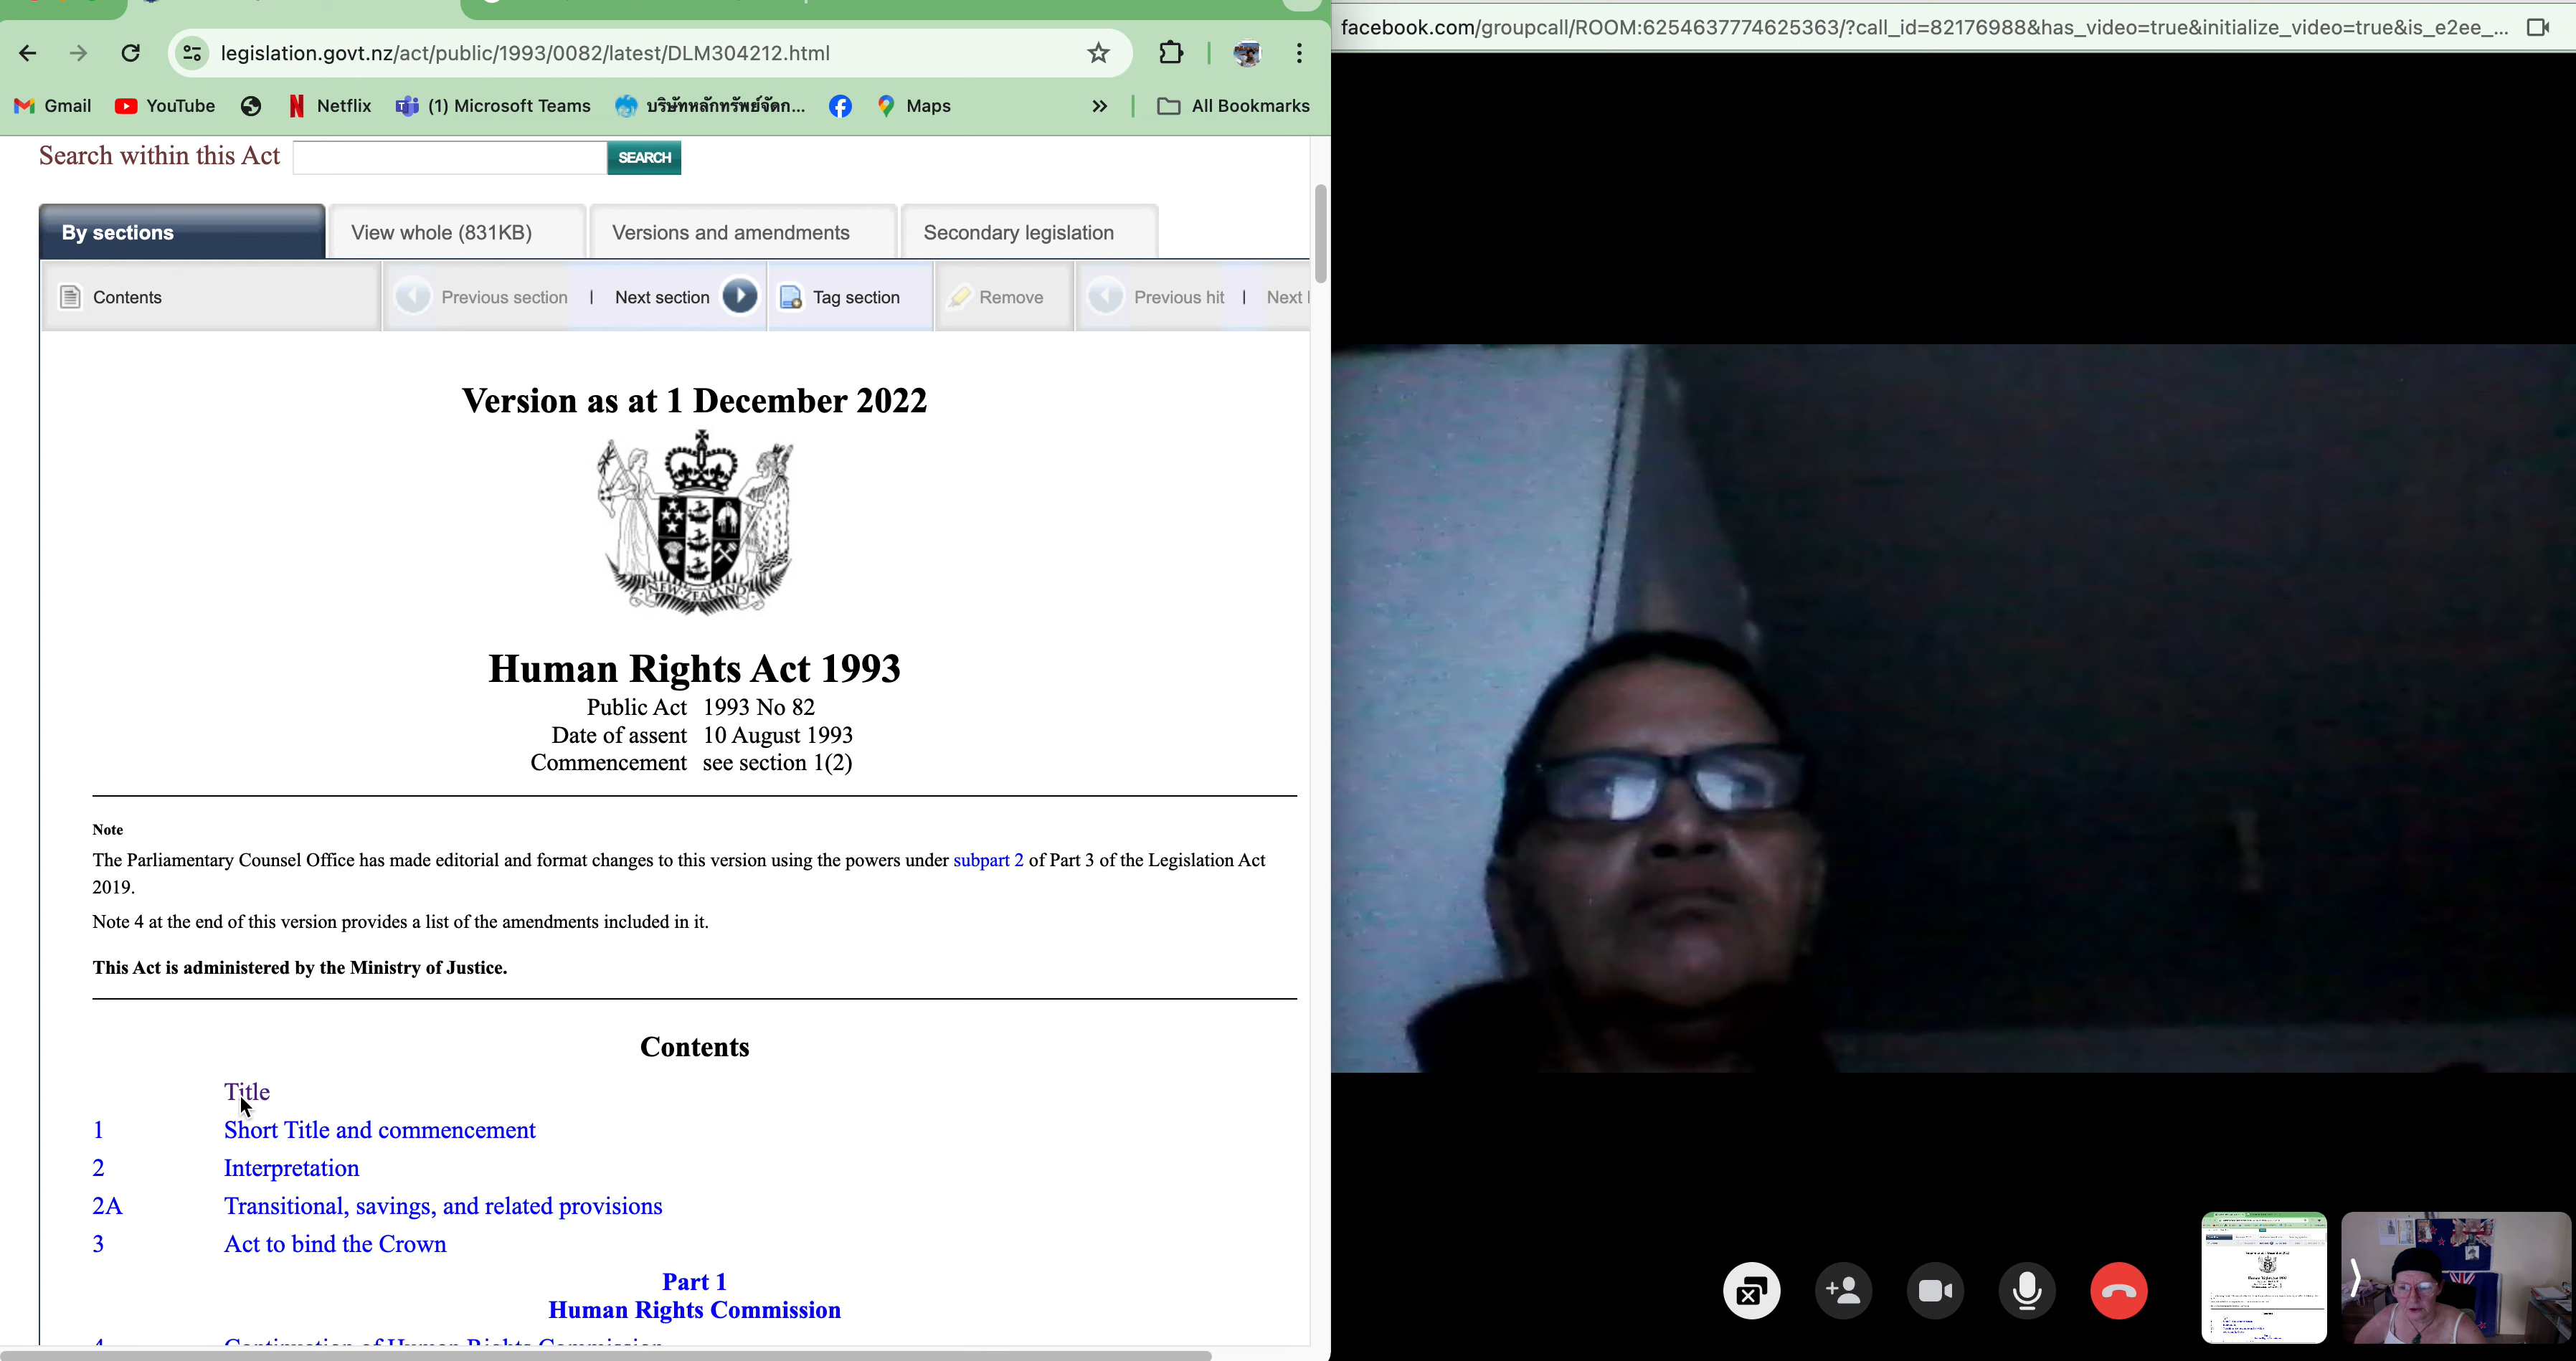 legislation.govt.nz/act/public/1993/0082/latest/DLM304212.html
facebook.com/groupcall/ROOM:6254637774625363/?call_id=82176988&has_video=true&initialize_video=true&is_e2ee_...
Gmail YouTube Netflix (1) Microsoft Teams บริษัทหลักทรัพย์จัดก... Maps » All Bookmarks
Search within this Act SEARCH
By sections View whole (831KB) Versions and amendments Secondary legislation
Contents Previous section | Next section Tag section Remove Previous hit | Next
Version as at 1 December 2022
NEW ZEALAND
Human Rights Act 1993
Public Act 1993 No 82
Date of assent 10 August 1993
Commencement see section 1(2)
Note
The Parliamentary Counsel Office has made editorial and format changes to this version using the powers under subpart 2 of Part 3 of the Legislation Act
2019.
Note 4 at the end of this version provides a list of the amendments included in it.
This Act is administered by the Ministry of Justice.
Contents
Title
1 Short Title and commencement
2 Interpretation
2A Transitional, savings, and related provisions
3 Act to bind the Crown
Part 1
Human Rights Commission
4 Continuation of Human Rights Commission